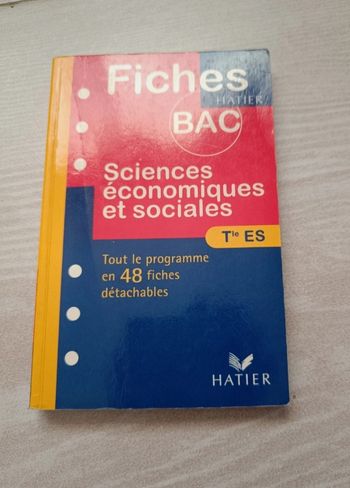 Fiches
HATIER
BAC
Sciences
économiques
et sociales
Tle ES
Tout le programme
en 48 fiches
détachables
HATIER